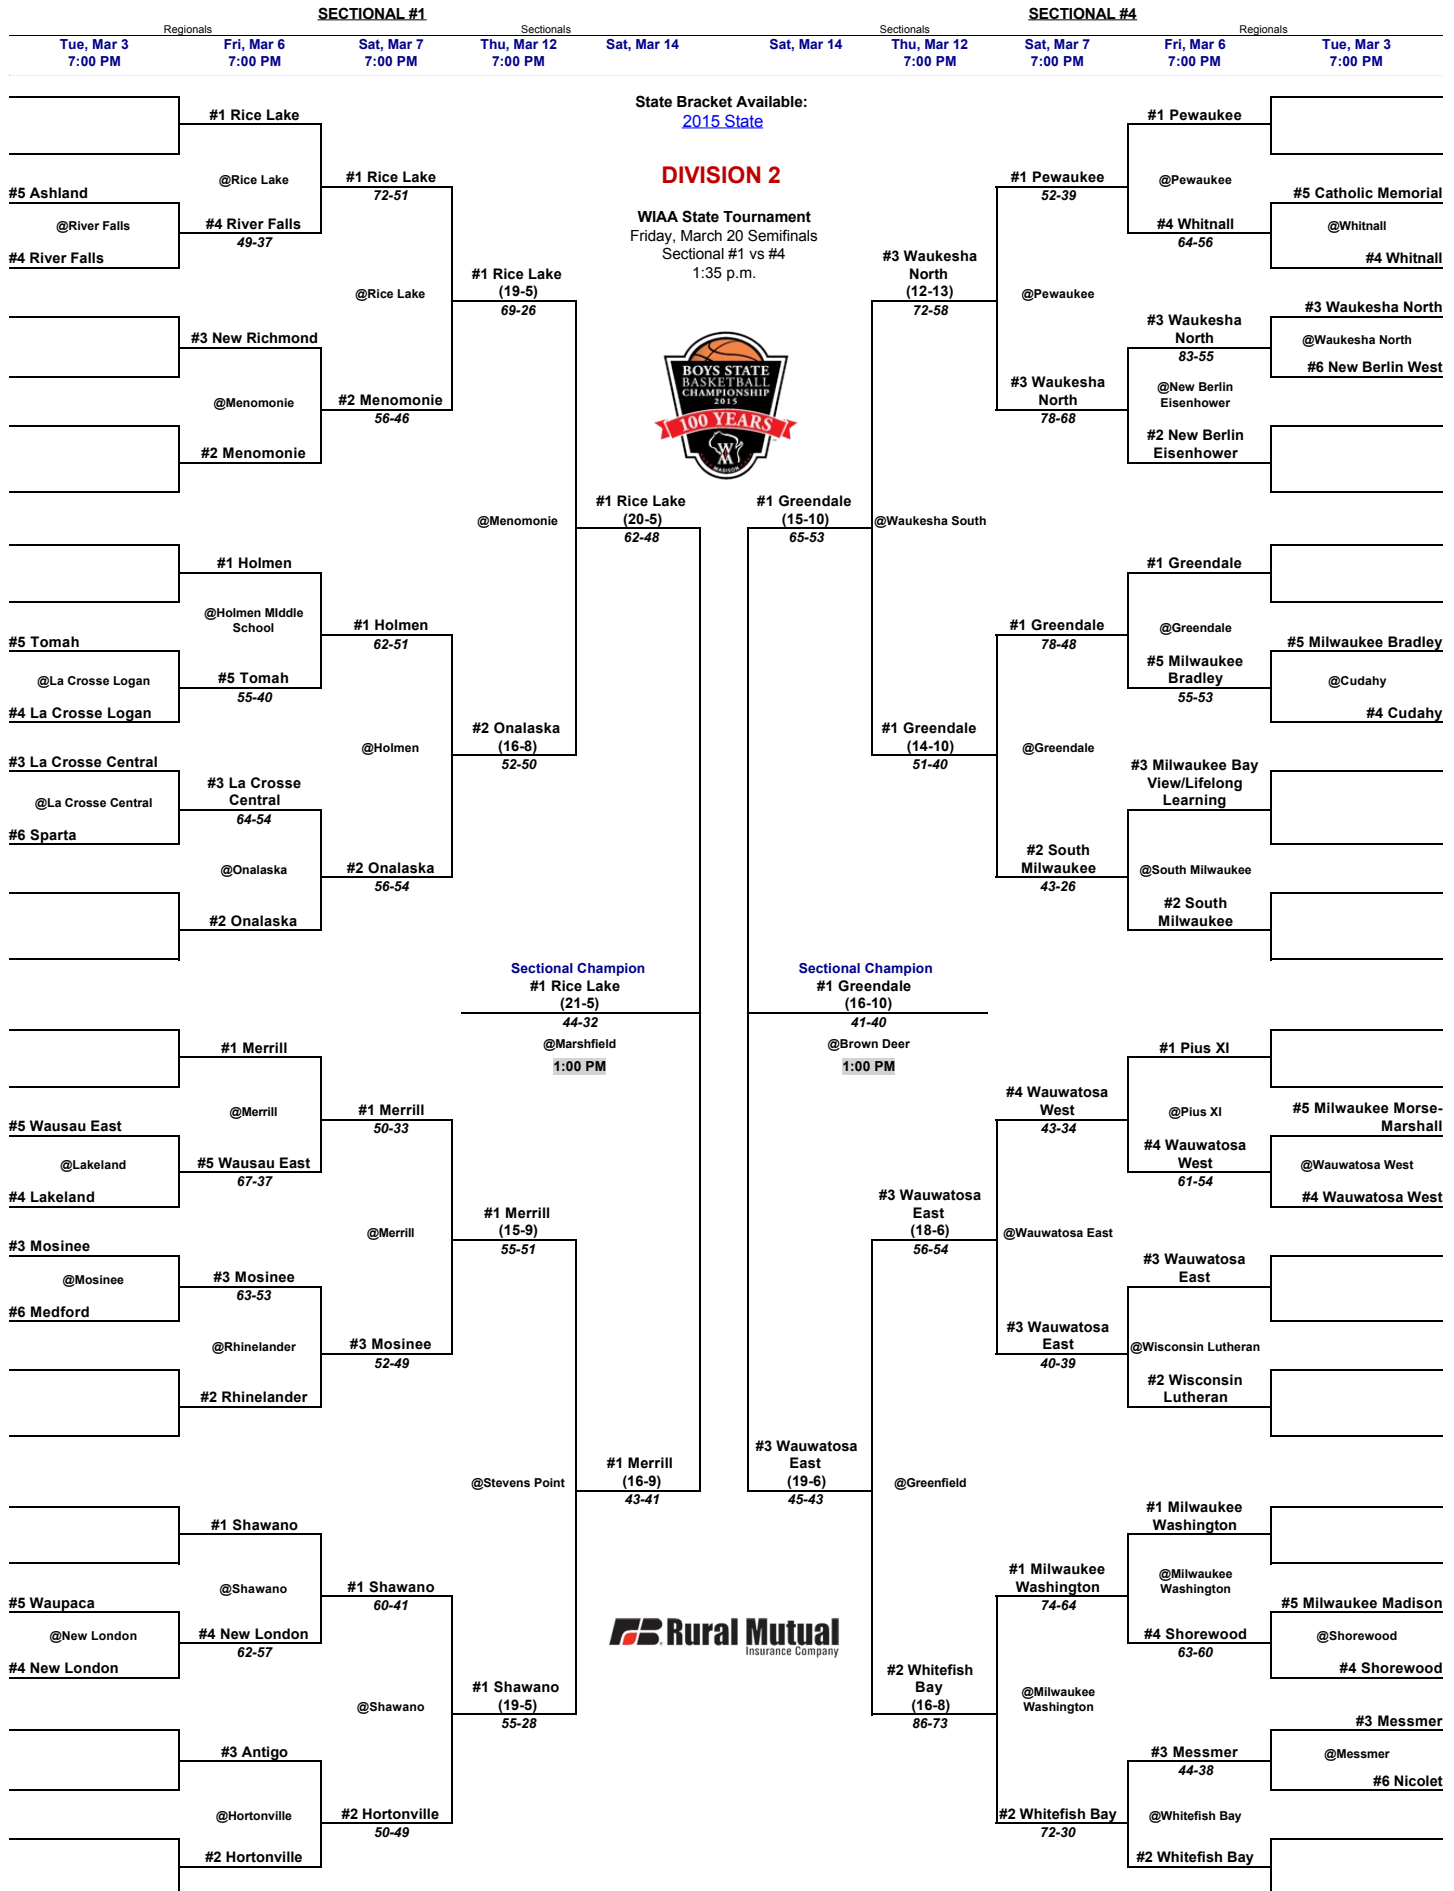 SECTIONAL #1
SECTIONAL #4
Regionals
Sectionals
Sectionals
Regionals
Tue, Mar 3
7:00 PM
Fri, Mar 6
7:00 PM
Sat, Mar 7
7:00 PM
Thu, Mar 12
7:00 PM
Sat, Mar 14
Sat, Mar 14
Thu, Mar 12
7:00 PM
Sat, Mar 7
7:00 PM
Fri, Mar 6
7:00 PM
Tue, Mar 3
7:00 PM
State Bracket Available:
2015 State
DIVISION 2
WIAA State Tournament
Friday, March 20 Semifinals
Sectional #1 vs #4
1:35 p.m.
BOYS STATE
BASKETBALL
CHAMPIONSHIP
2015
100 YEARS
WIAA
MADISON
#5 Ashland
@River Falls
#4 River Falls
#5 Tomah
@La Crosse Logan
#4 La Crosse Logan
#3 La Crosse Central
@La Crosse Central
#6 Sparta
#5 Wausau East
@Lakeland
#4 Lakeland
#3 Mosinee
@Mosinee
#6 Medford
#5 Waupaca
@New London
#4 New London
#1 Rice Lake
@Rice Lake
#4 River Falls
49-37
#3 New Richmond
@Menomonie
#2 Menomonie
#1 Holmen
@Holmen MIddle
School
#5 Tomah
55-40
#3 La Crosse
Central
64-54
@Onalaska
#2 Onalaska
#1 Merrill
@Merrill
#5 Wausau East
67-37
#3 Mosinee
63-53
@Rhinelander
#2 Rhinelander
#1 Shawano
@Shawano
#4 New London
62-57
#3 Antigo
@Hortonville
#2 Hortonville
#1 Rice Lake
72-51
@Rice Lake
#2 Menomonie
56-46
#1 Holmen
62-51
@Holmen
#2 Onalaska
56-54
#1 Merrill
50-33
@Merrill
#3 Mosinee
52-49
#1 Shawano
60-41
@Shawano
#2 Hortonville
50-49
#1 Rice Lake
(19-5)
69-26
@Menomonie
#2 Onalaska
(16-8)
52-50
#1 Merrill
(15-9)
55-51
@Stevens Point
#1 Shawano
(19-5)
55-28
#1 Rice Lake
(20-5)
62-48
Sectional Champion
#1 Rice Lake
(21-5)
44-32
@Marshfield
1:00 PM
#1 Merrill
(16-9)
43-41
#1 Greendale
(15-10)
65-53
Sectional Champion
#1 Greendale
(16-10)
41-40
@Brown Deer
1:00 PM
#3 Wauwatosa
East
(19-6)
45-43
#3 Waukesha
North
(12-13)
72-58
@Waukesha South
#1 Greendale
(14-10)
51-40
#3 Wauwatosa
East
(18-6)
56-54
@Greenfield
#2 Whitefish
Bay
(16-8)
86-73
#1 Pewaukee
52-39
@Pewaukee
#3 Waukesha
North
78-68
#1 Greendale
78-48
@Greendale
#2 South
Milwaukee
43-26
#4 Wauwatosa
West
43-34
@Wauwatosa East
#3 Wauwatosa
East
40-39
#1 Milwaukee
Washington
74-64
@Milwaukee
Washington
#2 Whitefish Bay
72-30
#1 Pewaukee
@Pewaukee
#4 Whitnall
64-56
#3 Waukesha
North
83-55
@New Berlin
Eisenhower
#2 New Berlin
Eisenhower
#1 Greendale
@Greendale
#5 Milwaukee
Bradley
55-53
#3 Milwaukee Bay
View/Lifelong
Learning
@South Milwaukee
#2 South
Milwaukee
#1 Pius XI
@Pius XI
#4 Wauwatosa
West
61-54
#3 Wauwatosa
East
@Wisconsin Lutheran
#2 Wisconsin
Lutheran
#1 Milwaukee
Washington
@Milwaukee
Washington
#4 Shorewood
63-60
#3 Messmer
44-38
@Whitefish Bay
#2 Whitefish Bay
#5 Catholic Memorial
@Whitnall
#4 Whitnall
#3 Waukesha North
@Waukesha North
#6 New Berlin West
#5 Milwaukee Bradley
@Cudahy
#4 Cudahy
#5 Milwaukee Morse-
Marshall
@Wauwatosa West
#4 Wauwatosa West
#5 Milwaukee Madison
@Shorewood
#4 Shorewood
#3 Messmer
@Messmer
#6 Nicolet
Rural Mutual
Insurance Company